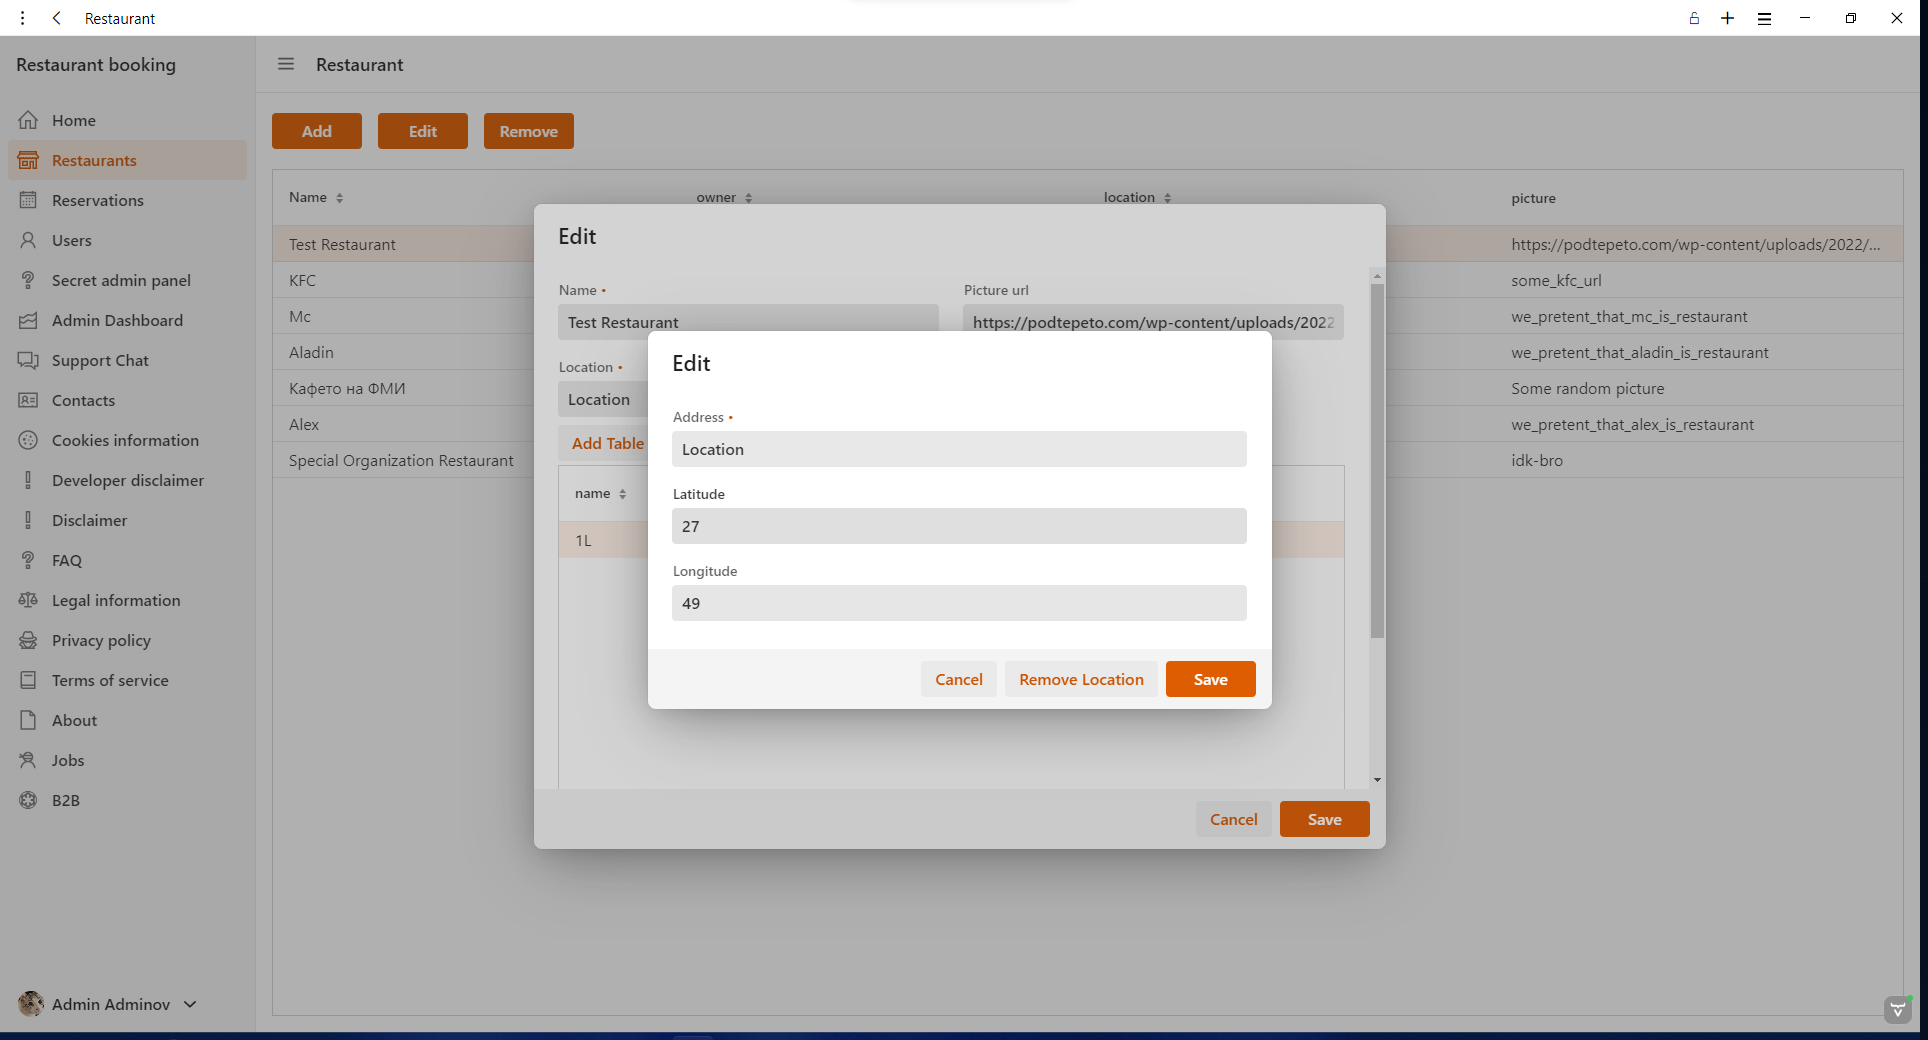 Restaurant
Restaurant booking
Restaurant
Home
Restaurants
Reservations
Users
Secret admin panel
Admin Dashboard
Support Chat
Contacts
Cookies information
Developer disclaimer
Disclaimer
FAQ
Legal information
Privacy policy
Terms of service
About
Jobs
B2B
Admin Adminov
Add Edit Remove
Name owner location picture
Test Restaurant https://podtepeto.com/wp-content/uploads/2022/...
KFC some_kfc_url
Mc we_pretent_that_mc_is_restaurant
Aladin we_pretent_that_aladin_is_restaurant
Кафето на ФМИ Some random picture
Alex we_pretent_that_alex_is_restaurant
Special Organization Restaurant idk-bro
Edit
Name • Picture url
Test Restaurant https://podtepeto.com/wp-content/uploads/2022
Location •
Location
Add Table
name
1L
Cancel Save
Edit
Address •
Location
Latitude
27
Longitude
49
Cancel Remove Location Save